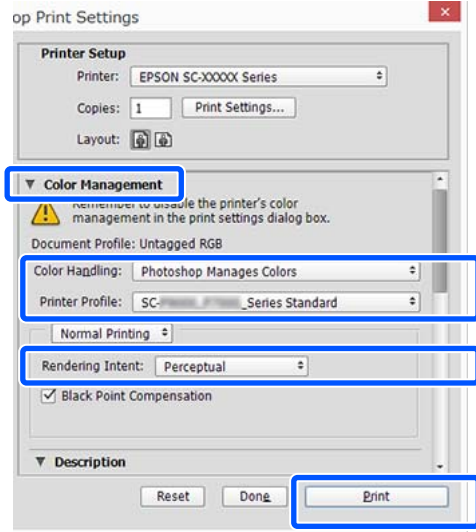 op Print Settings
Printer Setup
Printer: EPSON SC-XXXXX Series
Copies: 1 Print Settings...
Layout:
Color Management
Remember to disable the printer's color
management in the print settings dialog box.
Document Profile: Untagged RGB
Color Handling: Photoshop Manages Colors
Printer Profile: SC- _Series Standard
Normal Printing
Rendering Intent: Perceptual
Black Point Compensation
Description
Reset Done Print